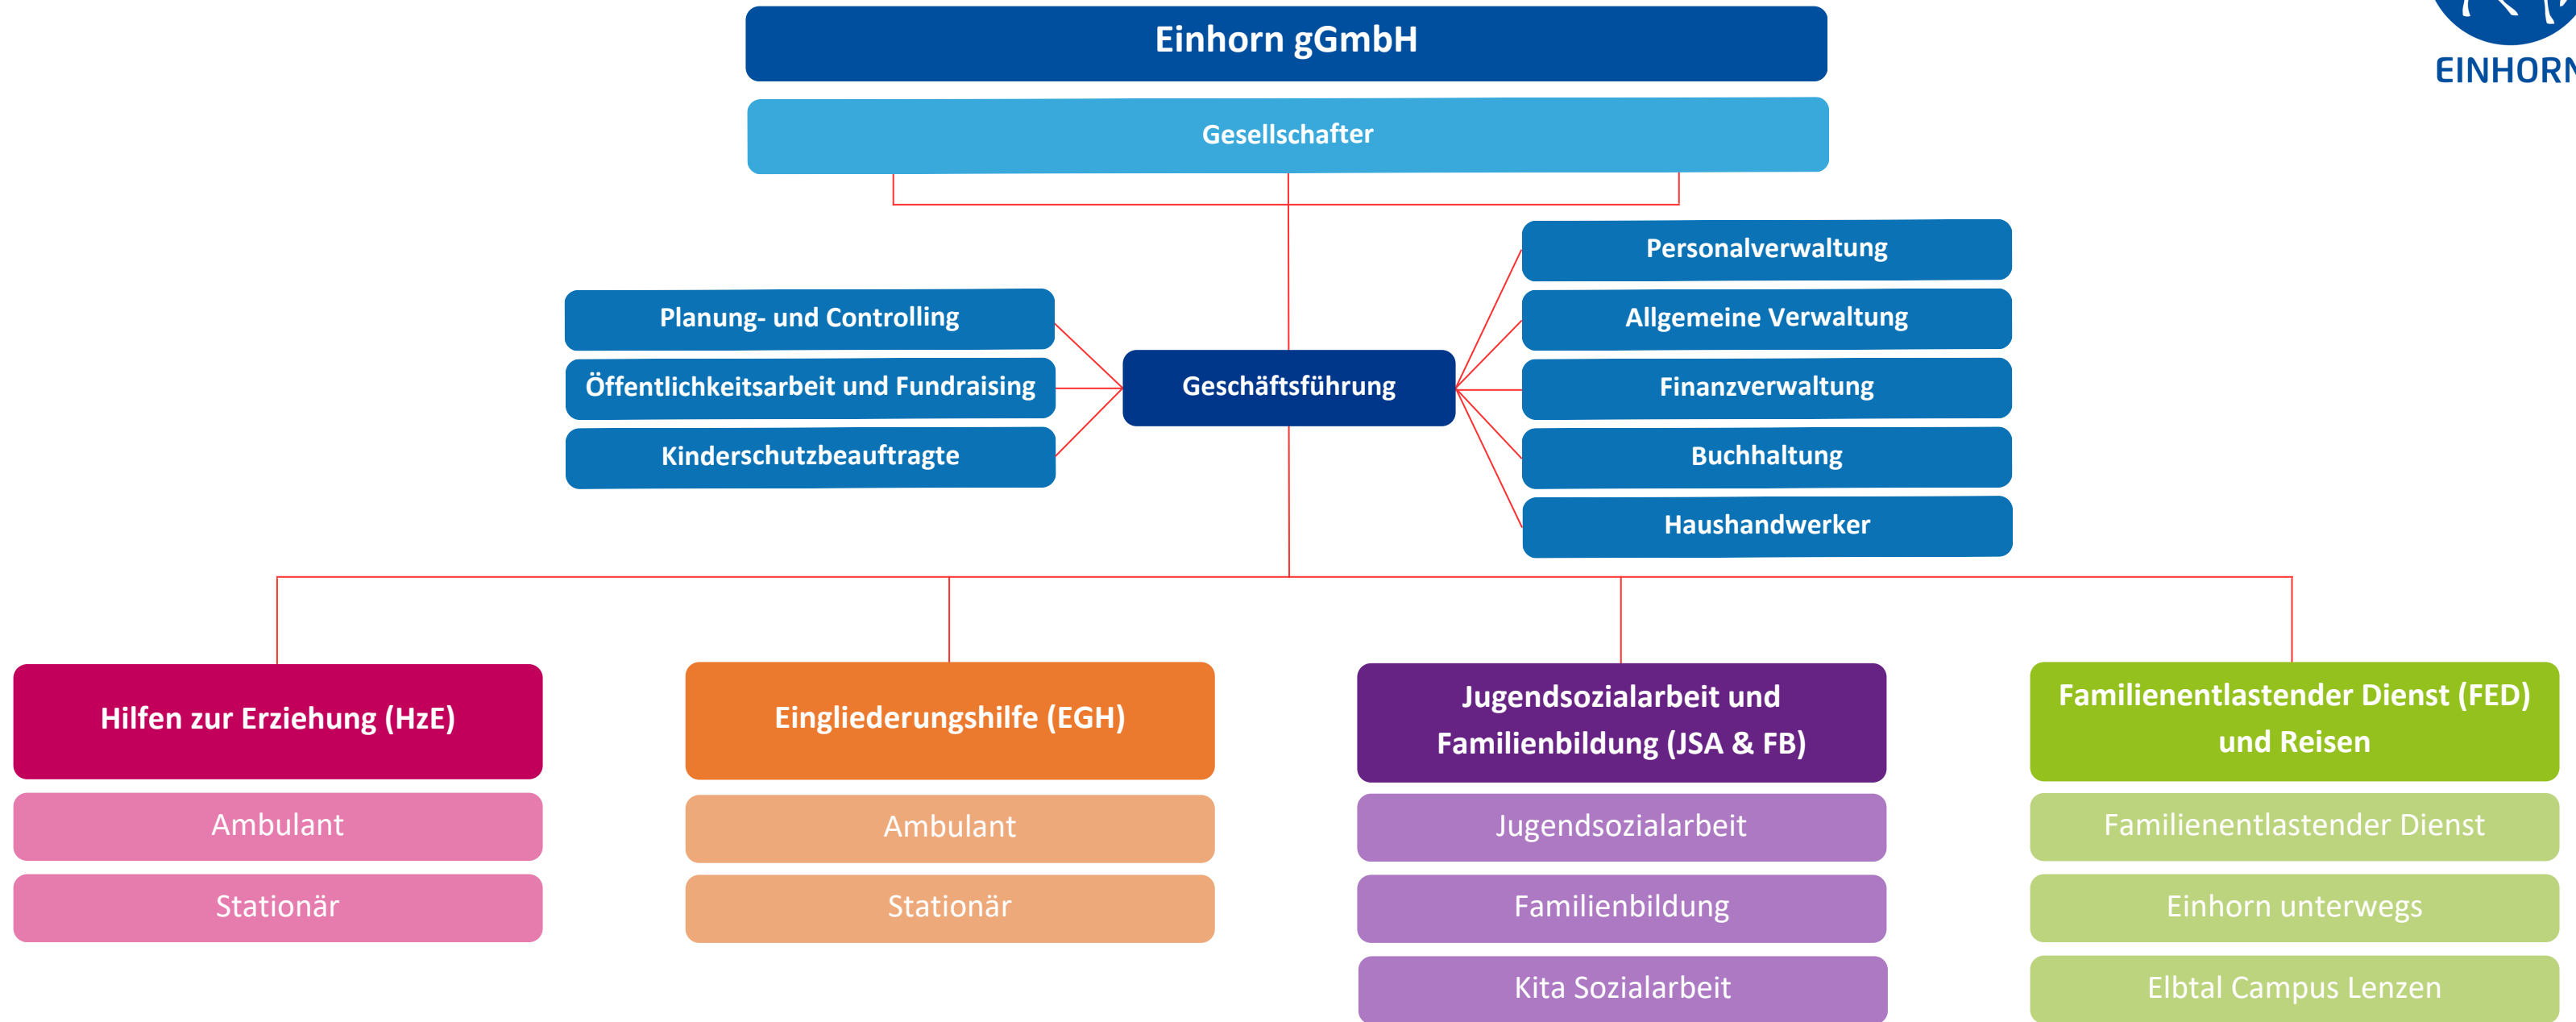 Einhorn gGmbH
EINHORN
Gesellschafter
Planung- und Controlling
Öffentlichkeitsarbeit und Fundraising
Kinderschutzbeauftragte
Geschäftsführung
Personalverwaltung
Allgemeine Verwaltung
Finanzverwaltung
Buchhaltung
Haushandwerker
Hilfen zur Erziehung (HzE)
Ambulant
Stationär
Eingliederungshilfe (EGH)
Ambulant
Stationär
Jugendsozialarbeit und
Familienbildung (JSA & FB)
Jugendsozialarbeit
Familienbildung
Kita Sozialarbeit
Familienentlastender Dienst (FED)
und Reisen
Familienentlastender Dienst
Einhorn unterwegs
Elbtal Campus Lenzen